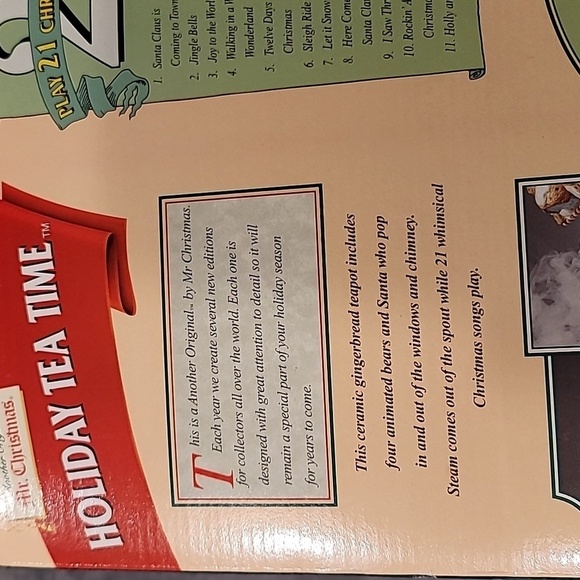 Another Orig
Mr. Christmas®
HOLIDAY TEA TIME™
This is a Another Original™ by Mr Christmas.
Each year we create several new editions
for collectors all over the world. Each one is
designed with great attention to detail so it will
remain a special part of your holiday season
for years to come.
This ceramic gingerbread teapot includes
four animated bears and Santa who pop
in and out of the windows and chimney.
Steam comes out of the spout while 21 whimsical
Christmas songs play.
PLAY 21 CHR
1. Santa Claus is
Coming to Town
2. Jingle Bells
3. Joy to the Worl
4. Walking in a W
Wonderland
5. Twelve Days
Christmas
6. Sleigh Ride
7. Let it Snow
8. Here Come
Santa Cla
9. I Saw Thr
10. Rockin' A
Christm
11. Holly ar